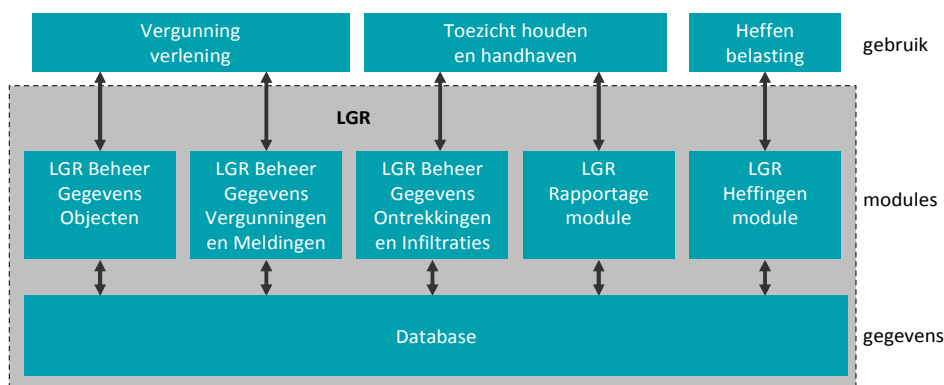 Vergunning
verlening
Toezicht houden
en handhaven
Heffen
belasting
gebruik
LGR
LGR Beheer
Gegevens
Objecten
LGR Beheer
Gegevens
Vergunningen
en Meldingen
LGR Beheer
Gegevens
Ontrekkingen
en Infiltraties
LGR
Rapportage
module
LGR
Heffingen
module
modules
Database
gegevens